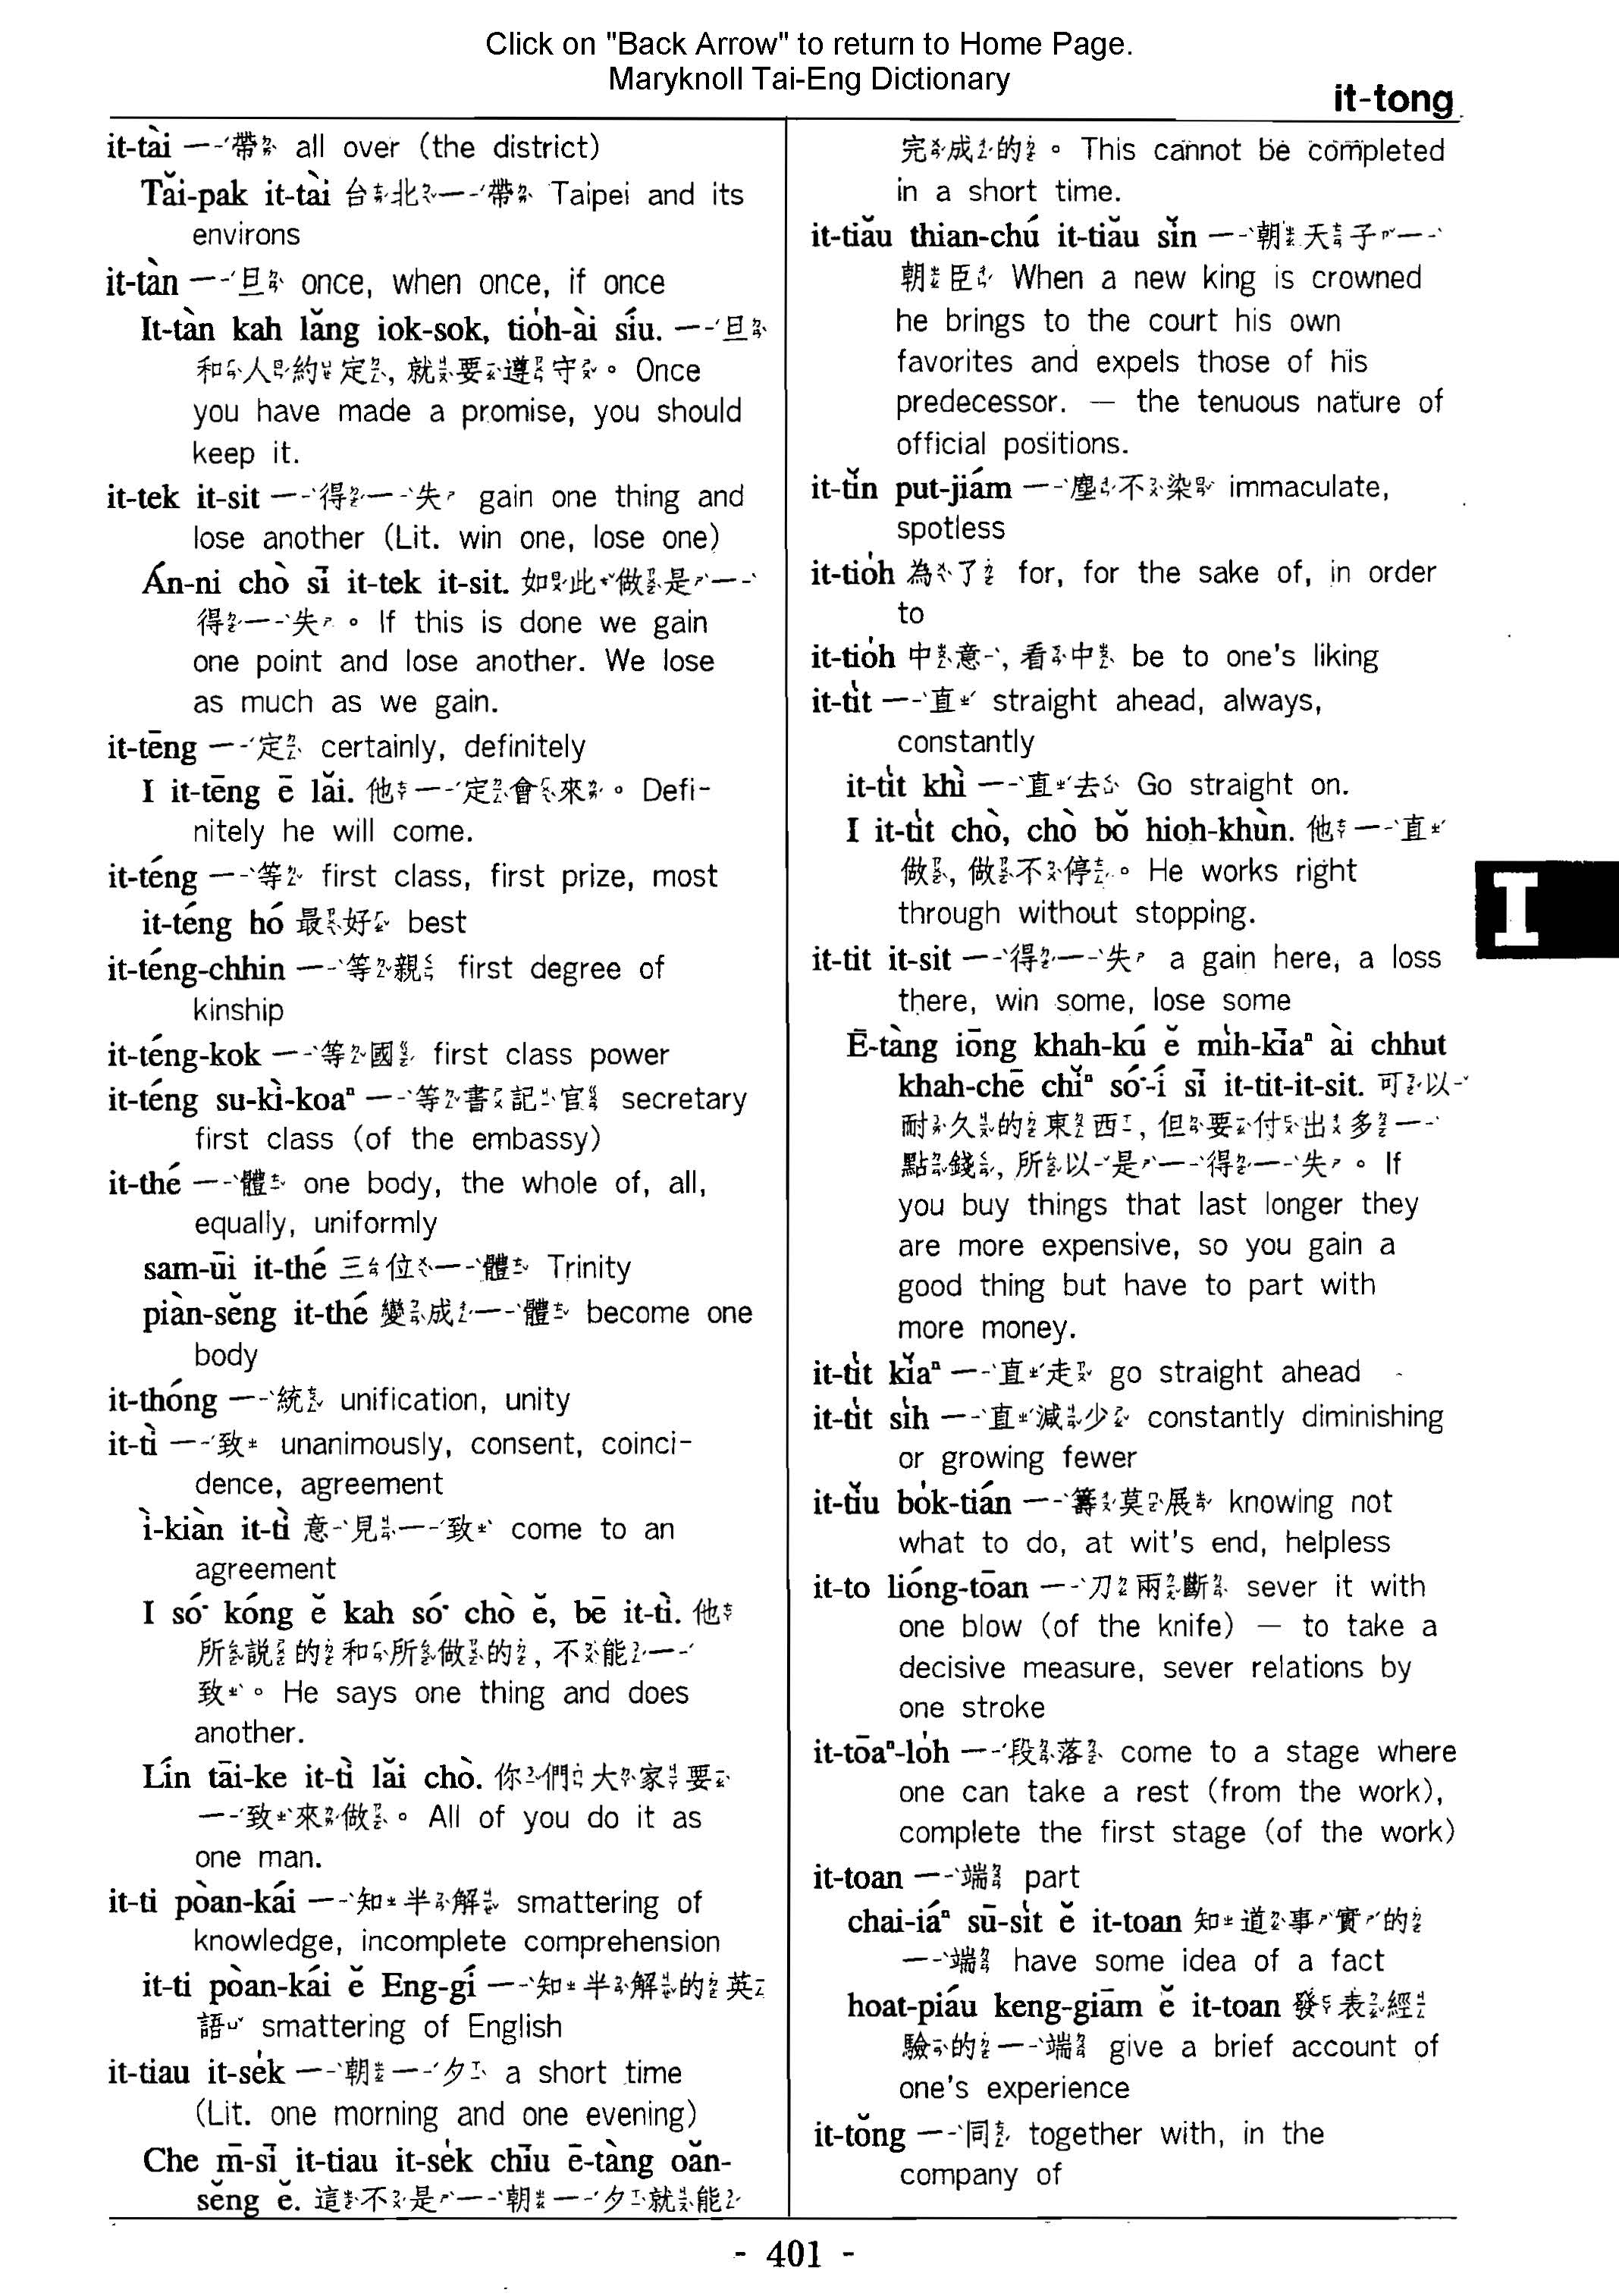 Click on "Back Arrow" to return to Home Page.
Maryknoll Tai-Eng Dictionary
it-tong
it-tài 一帶 all over (the district)
Tǎi-pak it-tài 台北一帶 Taipei and its
environs
it-tàn 一旦 once, when once, if once
It-tàn kah lǎng iok-sok, tio̍h-ài síu. 一旦
和人約定, 就要遵守。 Once
you have made a promise, you should
keep it.
it-tek it-sit 一得一失 gain one thing and
lose another (Lit. win one, lose one)
Án-ni chò sī it-tek it-sit. 如此做是一
得一失。 If this is done we gain
one point and lose another. We lose
as much as we gain.
it-tēng 一定 certainly, definitely
I it-tēng ē lǎi. 他一定會來。 Defi-
nitely he will come.
it-téng 一等 first class, first prize, most
it-téng hó 最好 best
it-téng-chhin 一等親 first degree of
kinship
it-téng-kok 一等國 first class power
it-téng su-kì-koaⁿ 一等書記官 secretary
first class (of the embassy)
it-thé 一體 one body, the whole of, all,
equally, uniformly
sam-ūi it-thé 三位一體 Trinity
piàn-sěng it-thé 變成一體 become one
body
it-thóng 一統 unification, unity
it-tì 一致 unanimously, consent, coinci-
dence, agreement
ì-kiàn it-tì 意見一致 come to an
agreement
I só͘ kóng ě kah só͘ chò ě, bē it-tì. 他
所説的和所做的, 不能一
致。 He says one thing and does
another.
Lín tāi-ke it-tì lǎi chò. 你們大家要
一致來做。 All of you do it as
one man.
it-ti pòan-kái 一知半解 smattering of
knowledge, incomplete comprehension
it-ti pòan-kái ě Eng-gí 一知半解的英
語 smattering of English
it-tiau it-se̍k 一朝一夕 a short time
(Lit. one morning and one evening)
Che m̄-sī it-tiau it-se̍k chīu ē-tàng oǎn-
sěng ě. 這不是一朝一夕就能
完成的。 This cannot be completed
in a short time.
it-tiǎu thian-chú it-tiǎu sǐn 一朝天子一
朝臣 When a new king is crowned
he brings to the court his own
favorites and expels those of his
predecessor. — the tenuous nature of
official positions.
it-tǐn put-jiám 一塵不染 immaculate,
spotless
it-tio̍h 為了 for, for the sake of, in order
to
it-tio̍h 中意, 看中 be to one's liking
it-ti̍t 一直 straight ahead, always,
constantly
it-ti̍t khì 一直去 Go straight on.
I it-ti̍t chò, chò bǒ hioh-khùn. 他一直
做, 做不停。 He works right
through without stopping.
it-tit it-sit 一得一失 a gain here, a loss
there, win some, lose some
Ē-tàng iōng khah-kú ě mi̍h-kīaⁿ ài chhut
khah-chē chǐⁿ só͘-í sī it-tit-it-sit. 可以
耐久的東西, 但要付出多一
點錢, 所以是一得一失。 If
you buy things that last longer they
are more expensive, so you gain a
good thing but have to part with
more money.
it-ti̍t kǐaⁿ 一直走 go straight ahead
it-ti̍t si̍h 一直減少 constantly diminishing
or growing fewer
it-tǐu bo̍k-tián 一籌莫展 knowing not
what to do, at wit's end, helpless
it-to lióng-tōan 一刀兩斷 sever it with
one blow (of the knife) — to take a
decisive measure, sever relations by
one stroke
it-tōaⁿ-lo̍h 一段落 come to a stage where
one can take a rest (from the work),
complete the first stage (of the work)
it-toan 一端 part
chai-iáⁿ sū-si̍t ě it-toan 知道事實的
一端 have some idea of a fact
hoat-piáu keng-giām ě it-toan 發表經
驗的一端 give a brief account of
one's experience
it-tǒng 一同 together with, in the
company of
I
- 401 -